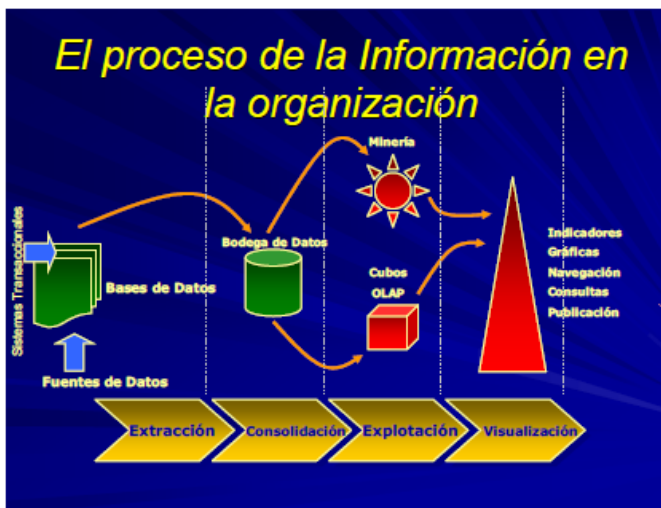 El proceso de la Información en
la organización
Minería
Sistemas Transaccionales
Bases de Datos
Fuentes de Datos
Bodega de Datos
Cubos
OLAP
Indicadores
Gráficas
Navegación
Consultas
Publicación
Extracción
Consolidación
Explotación
Visualización